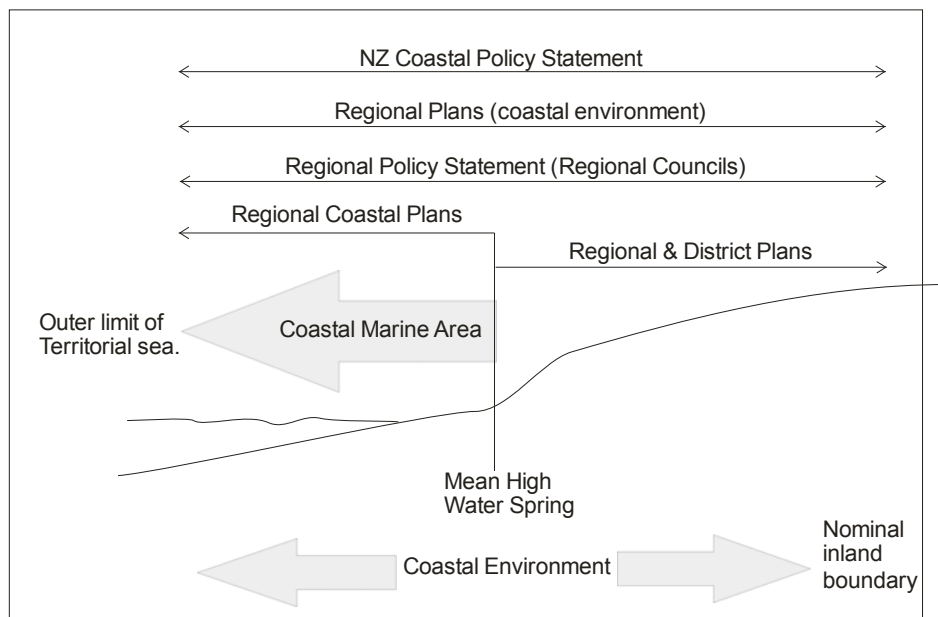 NZ Coastal Policy Statement
Regional Plans (coastal environment)
Regional Policy Statement (Regional Councils)
Regional Coastal Plans
Regional & District Plans
Outer limit of
Territorial sea.
Coastal Marine Area
Mean High
Water Spring
Coastal Environment
Nominal
inland
boundary